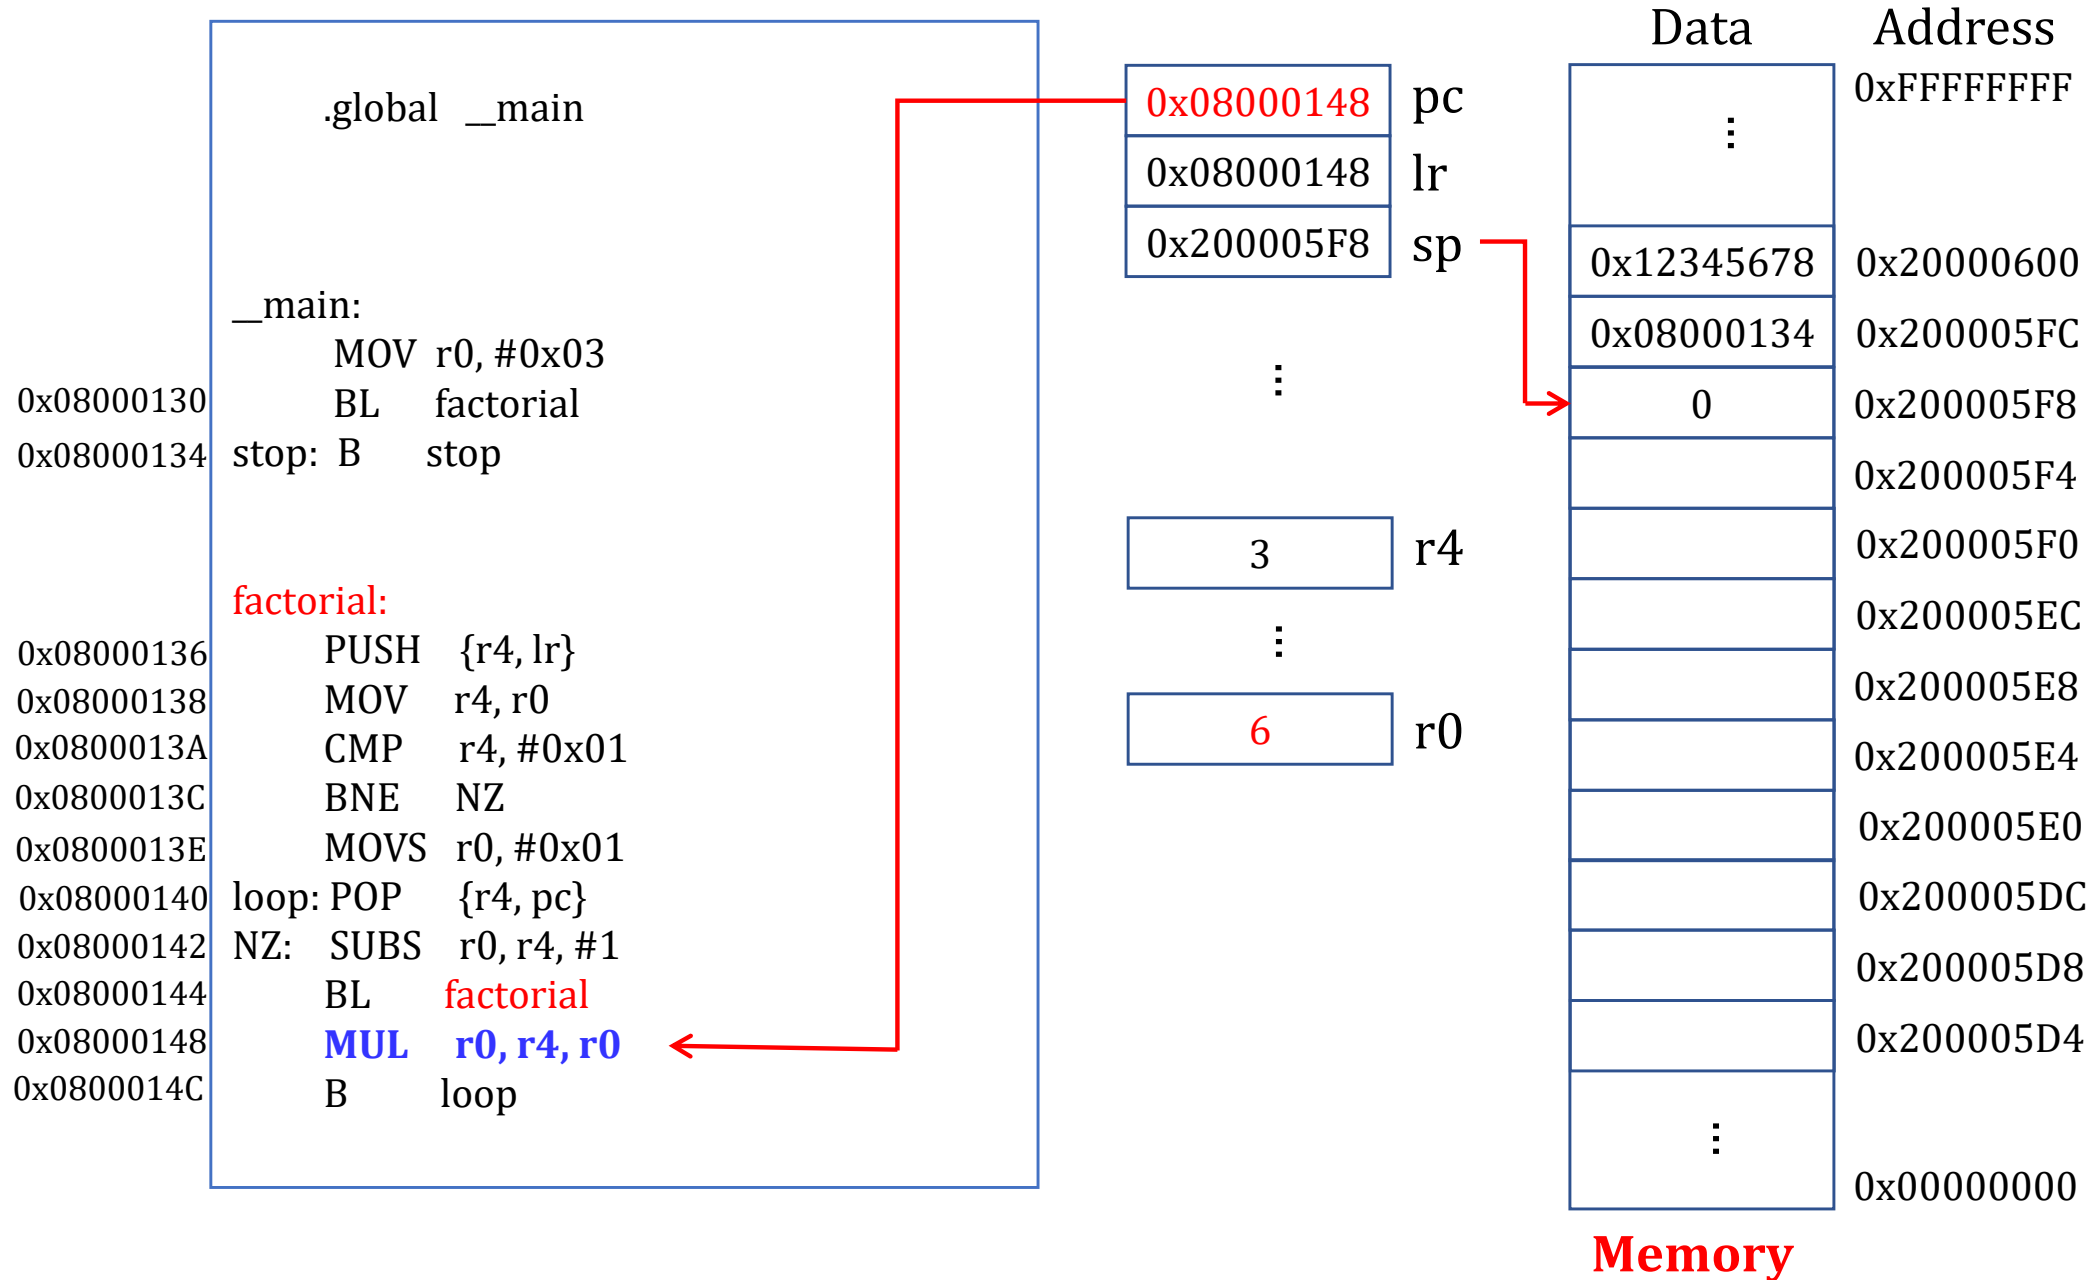 .global __main
__main:
MOV r0, #0x03
0x08000130 BL factorial
0x08000134 stop: B stop
factorial:
0x08000136 PUSH {r4, lr}
0x08000138 MOV r4, r0
0x0800013A CMP r4, #0x01
0x0800013C BNE NZ
0x0800013E MOVS r0, #0x01
0x08000140 loop: POP {r4, pc}
0x08000142 NZ: SUBS r0, r4, #1
0x08000144 BL factorial
0x08000148 MUL r0, r4, r0
0x0800014C B loop
0x08000148 pc
0x08000148 lr
0x200005F8 sp
⋮
3 r4
⋮
6 r0
Data Address
0xFFFFFFFF
⋮
0x12345678 0x20000600
0x08000134 0x200005FC
0 0x200005F8
0x200005F4
0x200005F0
0x200005EC
0x200005E8
0x200005E4
0x200005E0
0x200005DC
0x200005D8
0x200005D4
⋮
0x00000000
Memory